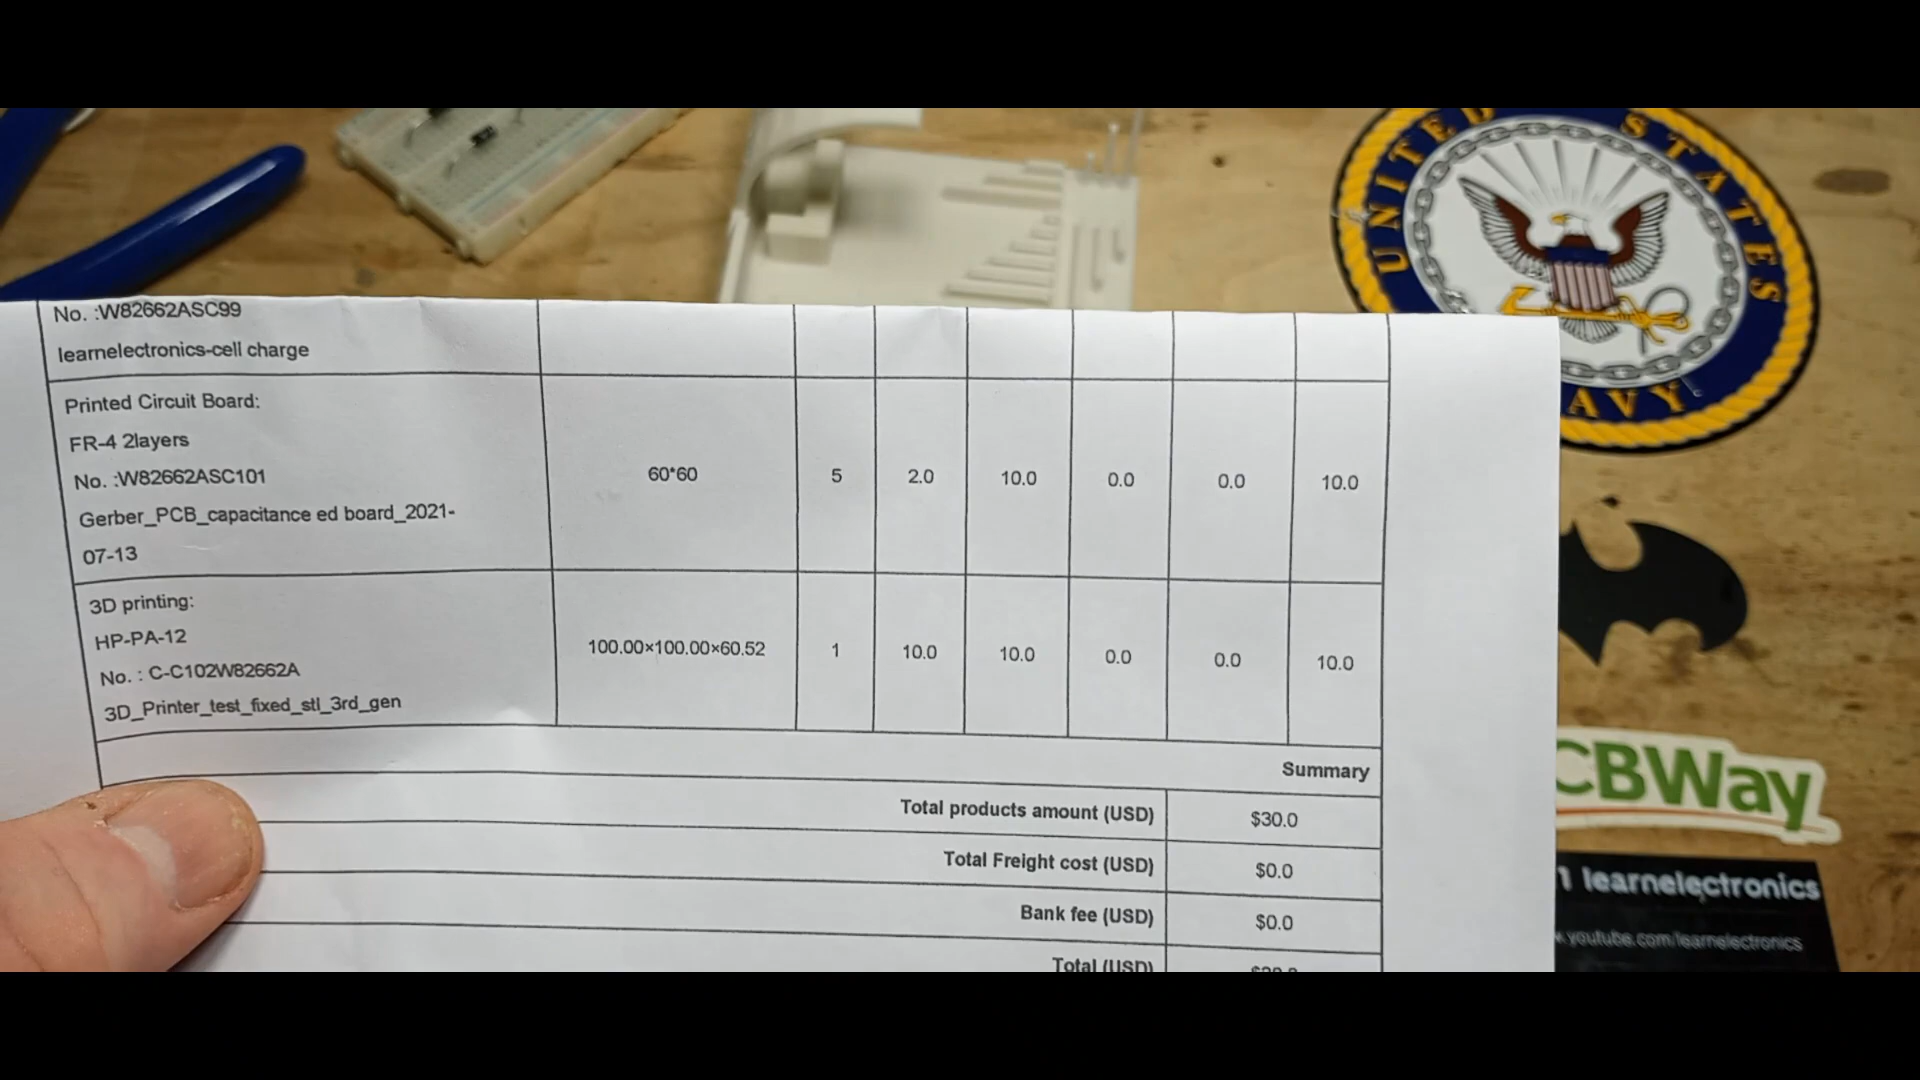 UNITED STATES
NAVY
No. :W82662ASC99
learnelectronics-cell charge
Printed Circuit Board:
FR-4 2layers
No. :W82662ASC101
Gerber_PCB_capacitance ed board_2021-
07-13
60*60
5
2.0
10.0
0.0
0.0
10.0
3D printing:
HP-PA-12
No. : C-C102W82662A
3D_Printer_test_fixed_stl_3rd_gen
100.00×100.00×60.52
1
10.0
10.0
0.0
0.0
10.0
Summary
Total products amount (USD) $30.0
Total Freight cost (USD) $0.0
Bank fee (USD) $0.0
Total (USD)
CBWay
learnelectronics
youtube.com/learnelectronics